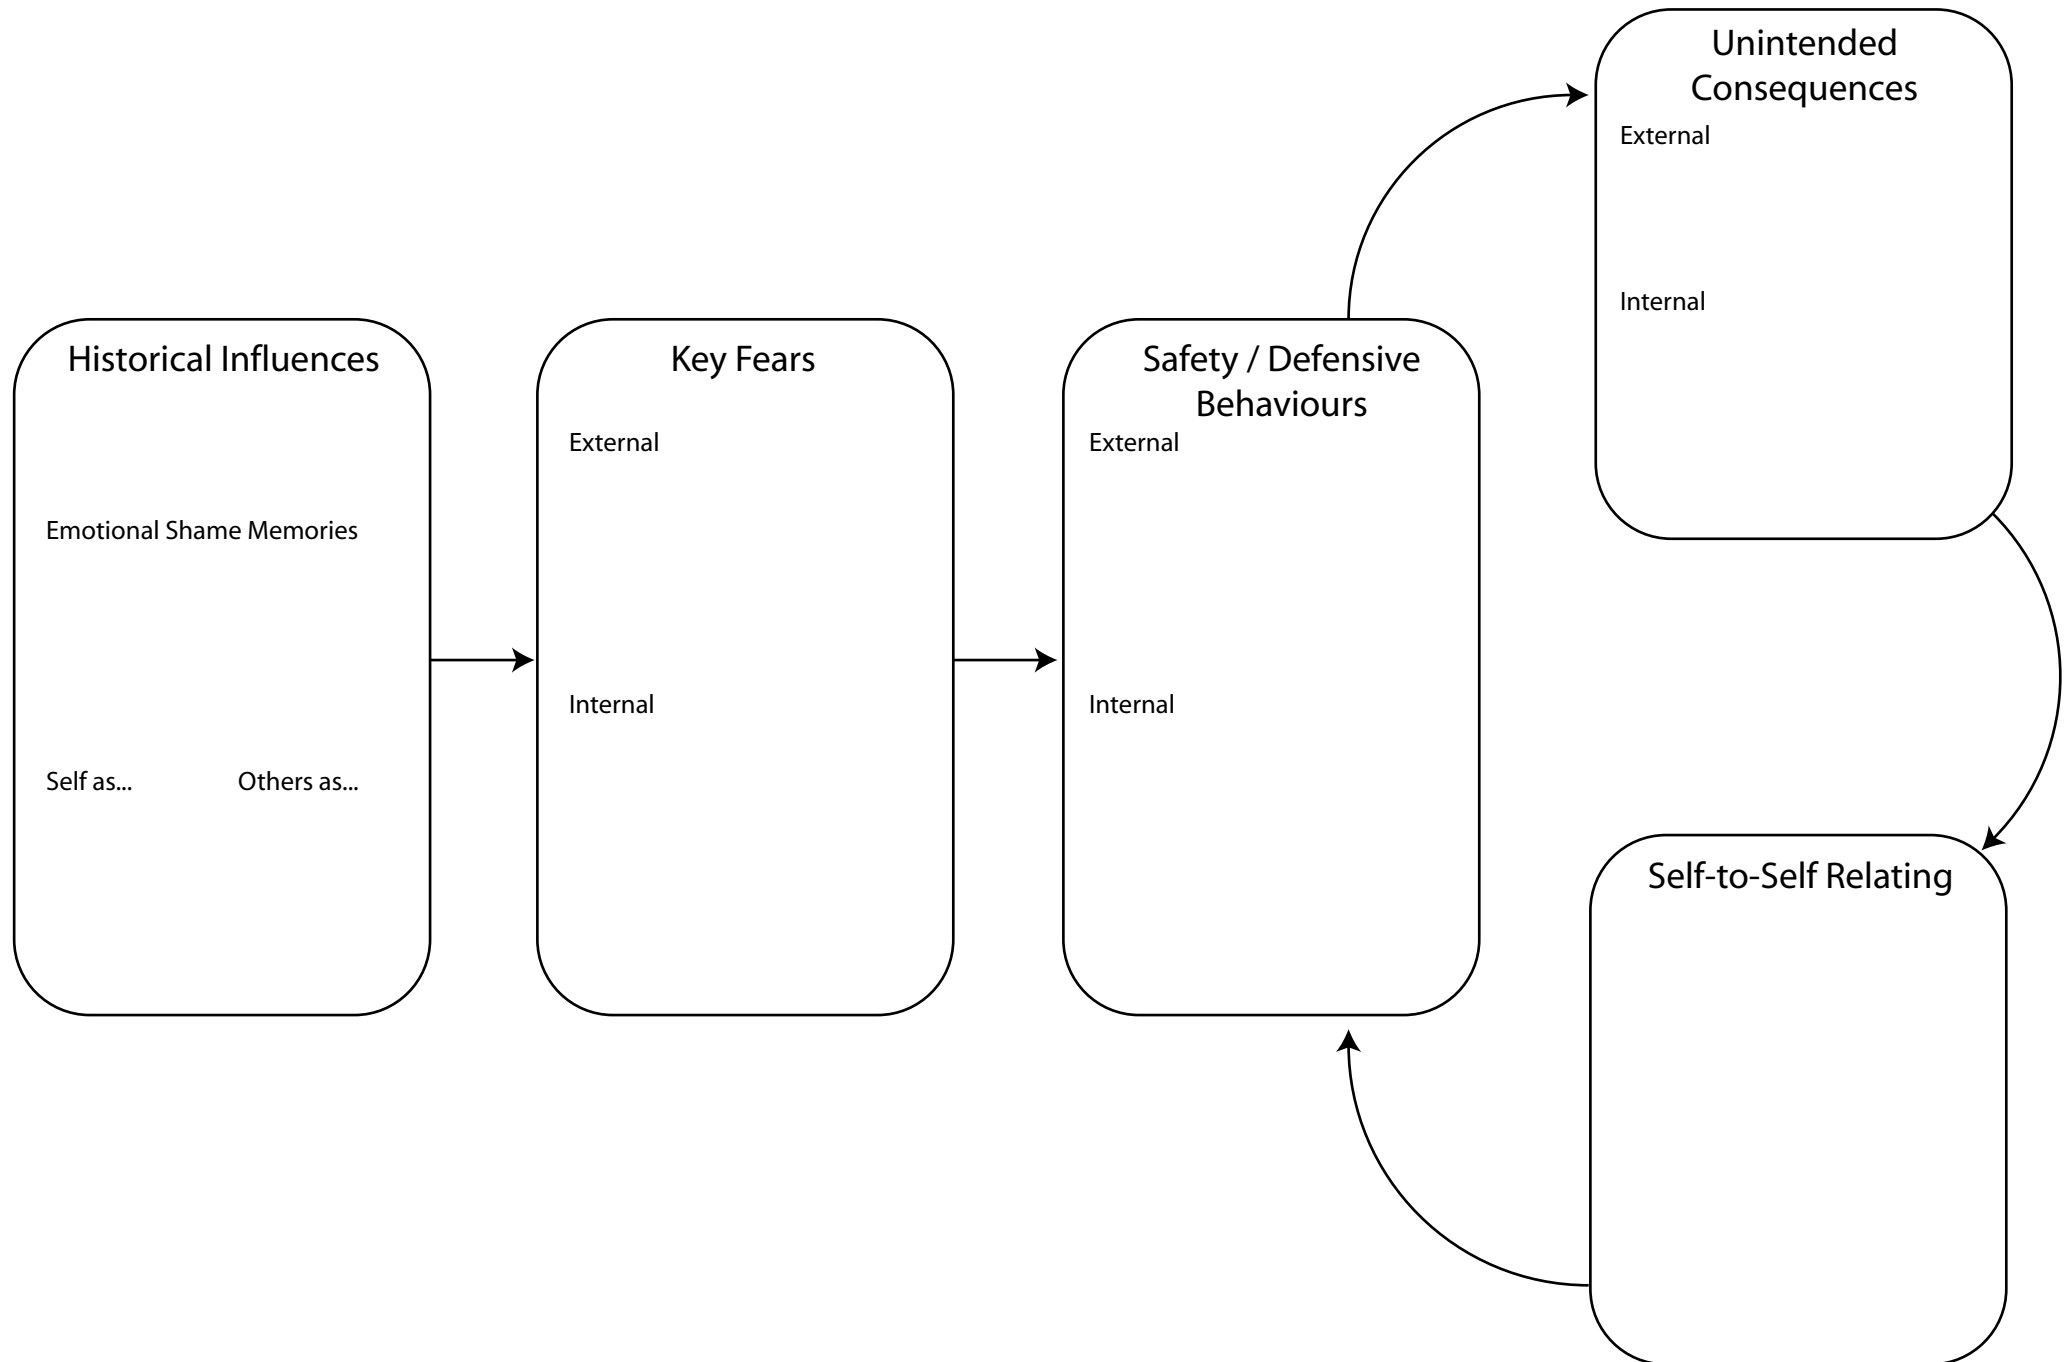 Historical Influences
Emotional Shame Memories
Self as...
Others as...
Key Fears
External
Internal
Safety / Defensive
Behaviours
External
Internal
Unintended
Consequences
External
Internal
Self-to-Self Relating